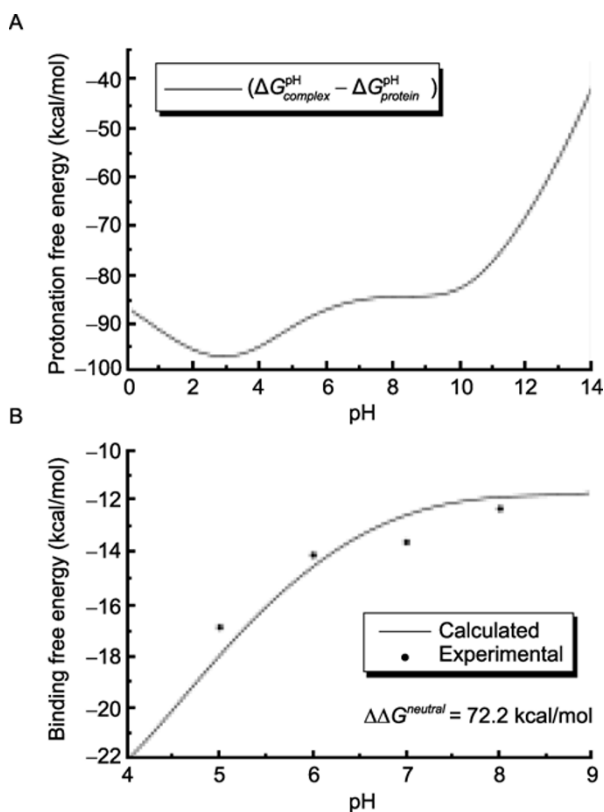 A
Protonation free energy (kcal/mol)
−40
−50
−60
−70
−80
−90
−100
(ΔG^pH_complex − ΔG^pH_protein)
0 2 4 6 8 10 12 14
pH
B
Binding free energy (kcal/mol)
−10
−12
−14
−16
−18
−20
−22
Calculated
Experimental
ΔΔG^neutral = 72.2 kcal/mol
4 5 6 7 8 9
pH